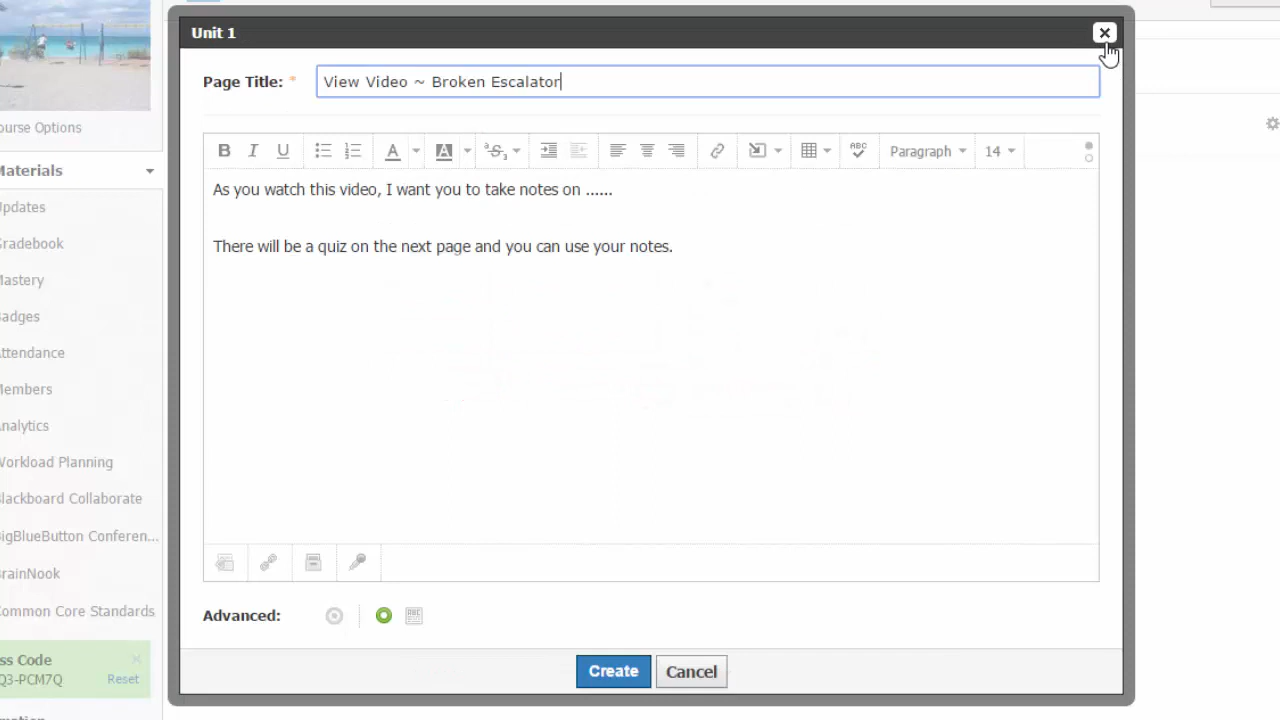 Unit 1
Page Title: * View Video ~ Broken Escalator
Paragraph 14
As you watch this video, I want you to take notes on ......
There will be a quiz on the next page and you can use your notes.
Advanced:
Create Cancel
ourse Options
Materials
Updates
Gradebook
Mastery
Badges
Attendance
Members
Analytics
Workload Planning
Blackboard Collaborate
BigBlueButton Conferen...
BrainNook
Common Core Standards
ss Code
Q3-PCM7Q Reset